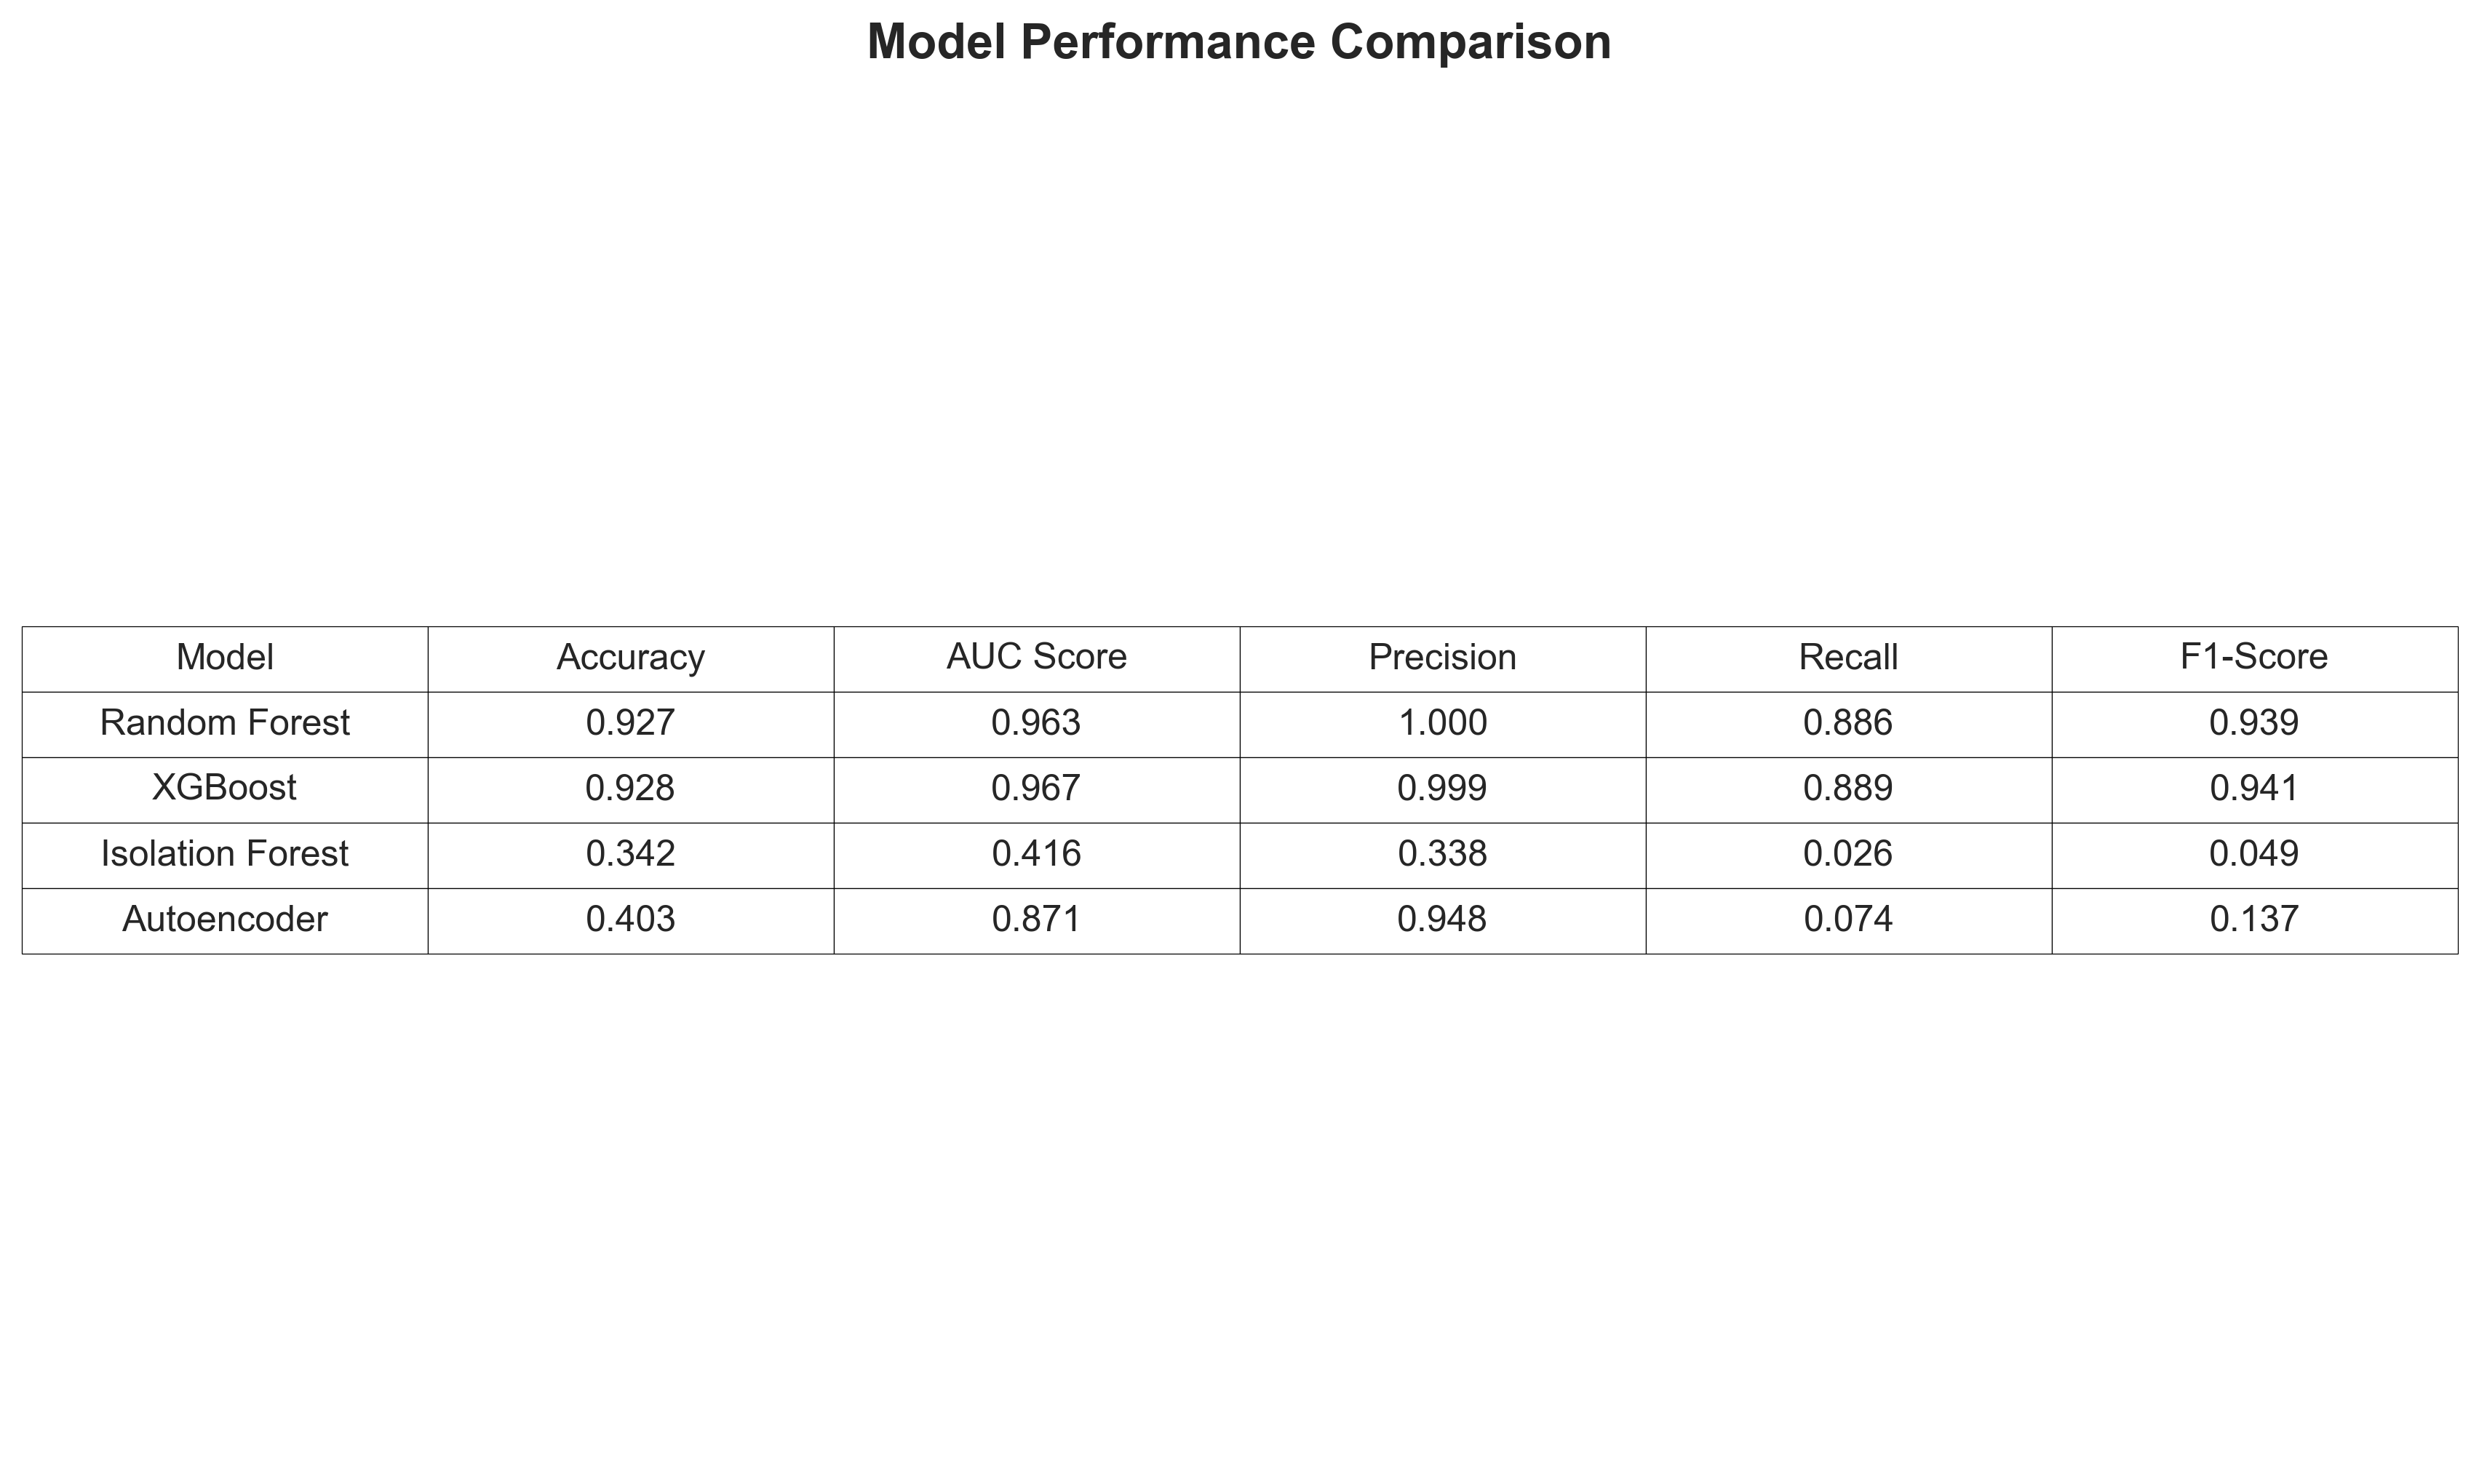 Model Performance Comparison
Model Accuracy AUC Score Precision Recall F1-Score
Random Forest 0.927 0.963 1.000 0.886 0.939
XGBoost 0.928 0.967 0.999 0.889 0.941
Isolation Forest 0.342 0.416 0.338 0.026 0.049
Autoencoder 0.403 0.871 0.948 0.074 0.137